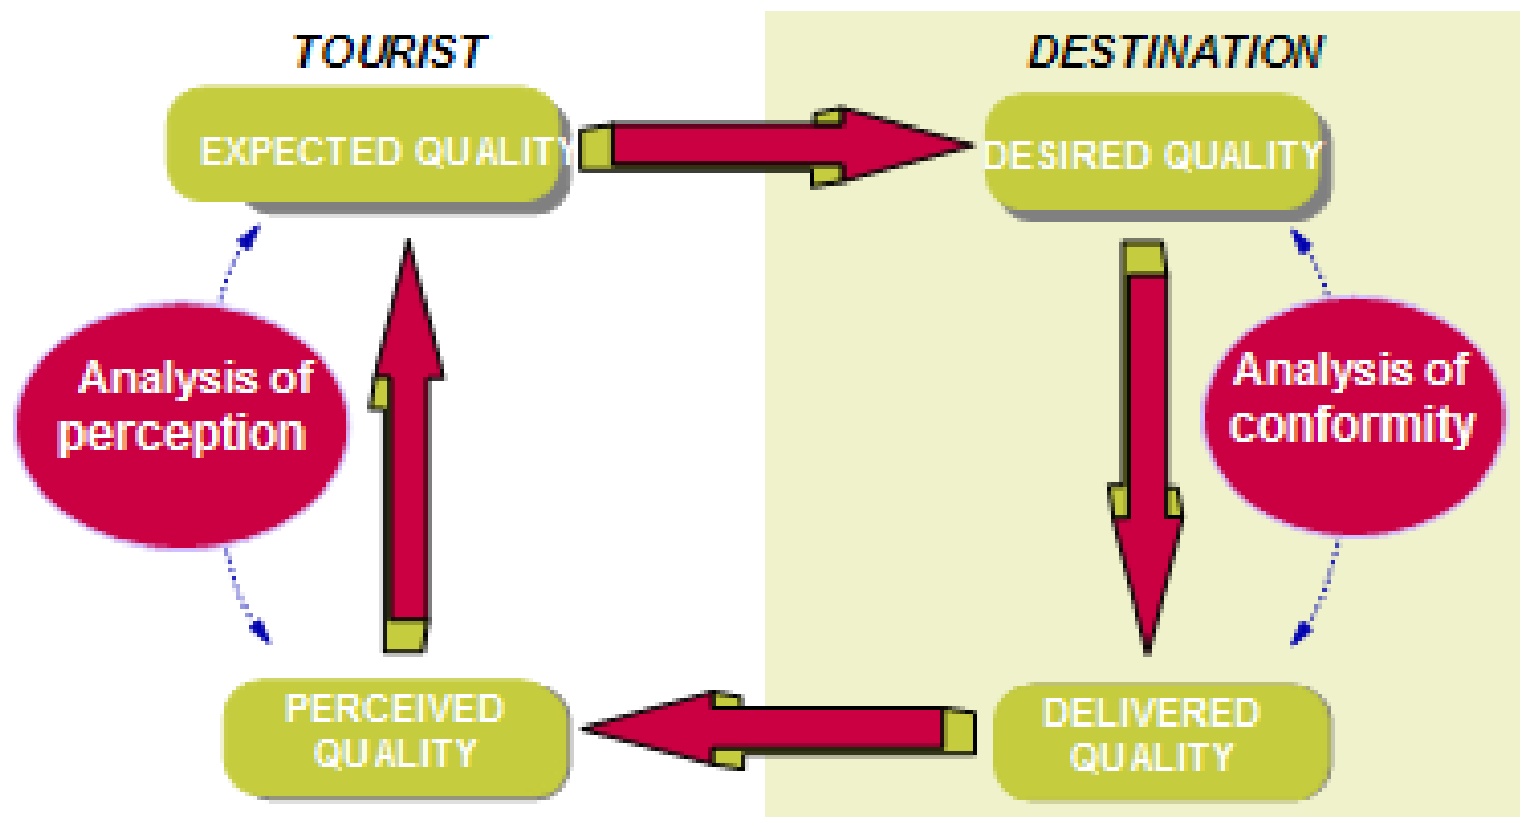 TOURIST
DESTINATION
EXPECTED QUALITY
DESIRED QUALITY
Analysis of
perception
Analysis of
conformity
PERCEIVED
QUALITY
DELIVERED
QUALITY